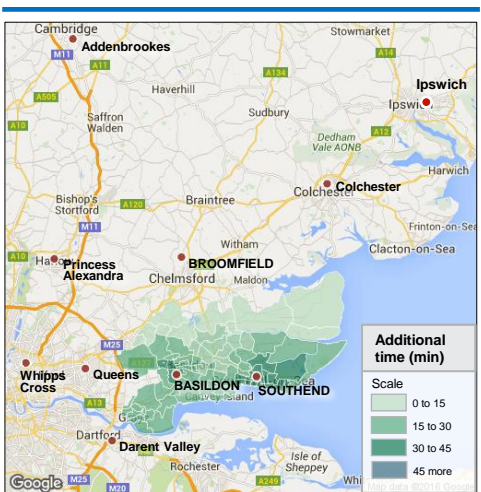 Cambridge
Addenbrookes
Stowmarket
M11
A11
A14
Haverhill
A134
Ipswich
A505
Ipswich
Saffron
Walden
Sudbury
A10
A12
Dedham
Vale AONB
Harwich
Bishop's
Stortford
A120
Braintree
Colchester
Colchester
M11
Frinton-on-Sea
Witham
Clacton-on-Sea
A10
Princess
Alexandra
BROOMFIELD
Chelmsford
Maldon
M25
Additional
time (min)
Scale
Whipps
Cross
Queens
BASILDON
SOUTHEND
Canvey Island
0 to 15
A13
15 to 30
Dartford
Darent Valley
30 to 45
Rochester
Isle of
Sheppey
45 more
Google
M25
M20
A249
Whi
Map data ©2016 Google